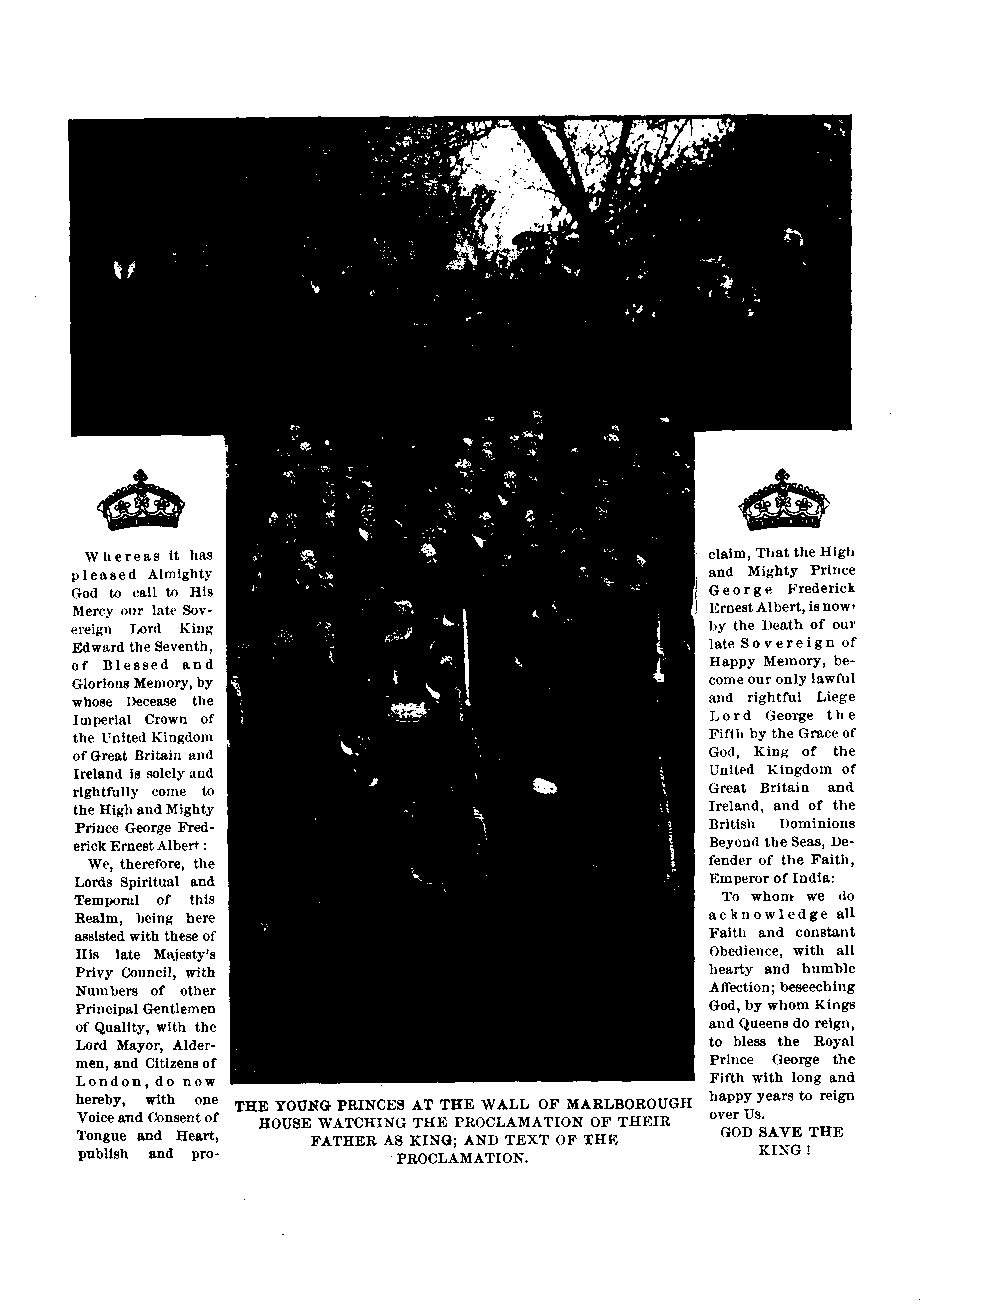 Whereas it has
pleased Almighty
God to call to His
Mercy our late Sov-
ereign Lord King
Edward the Seventh,
of Blessed and
Glorious Memory, by
whose Decease the
Imperial Crown of
the United Kingdom
of Great Britain and
Ireland is solely and
rightfully come to
the High and Mighty
Prince George Fred-
erick Ernest Albert :
We, therefore, the
Lords Spiritual and
Temporal of this
Realm, being here
assisted with these of
His late Majesty's
Privy Council, with
Numbers of other
Principal Gentlemen
of Quality, with the
Lord Mayor, Alder-
men, and Citizens of
London, do now
hereby, with one
Voice and Consent of
Tongue and Heart,
publish and pro-
claim, That the High
and Mighty Prince
George Frederick
Ernest Albert, is now,
by the Death of our
late Sovereign of
Happy Memory, be-
come our only lawful
and rightful Liege
Lord George the
Fifth by the Grace of
God, King of the
United Kingdom of
Great Britain and
Ireland, and of the
British Dominions
Beyond the Seas, De-
fender of the Faith,
Emperor of India:
To whom we do
acknowledge all
Faith and constant
Obedience, with all
hearty and humble
Affection; beseeching
God, by whom Kings
and Queens do reign,
to bless the Royal
Prince George the
Fifth with long and
happy years to reign
over Us.
GOD SAVE THE
KING !
THE YOUNG PRINCES AT THE WALL OF MARLBOROUGH
HOUSE WATCHING THE PROCLAMATION OF THEIR
FATHER AS KING; AND TEXT OF THE
PROCLAMATION.